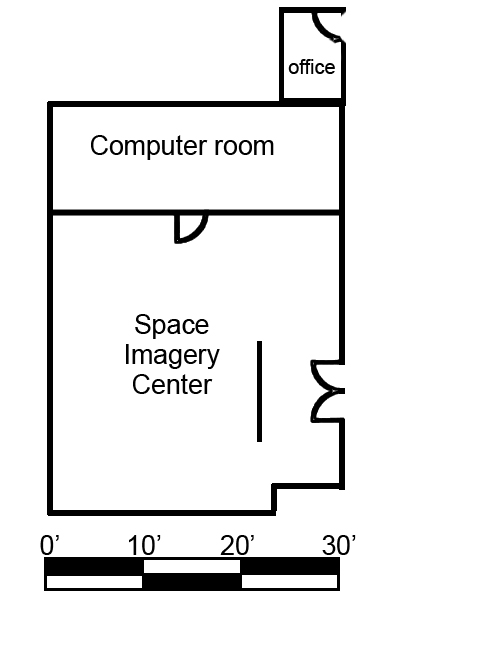 office
Computer room
Space
Imagery
Center
0’ 10’ 20’ 30’